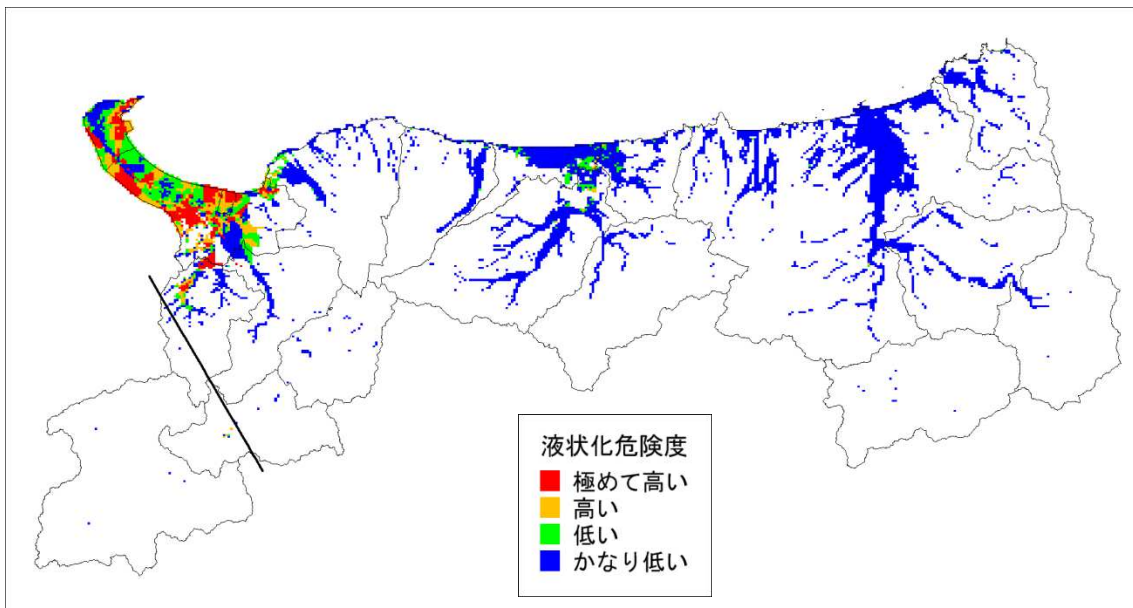 液状化危険度
極めて高い
高い
低い
かなり低い